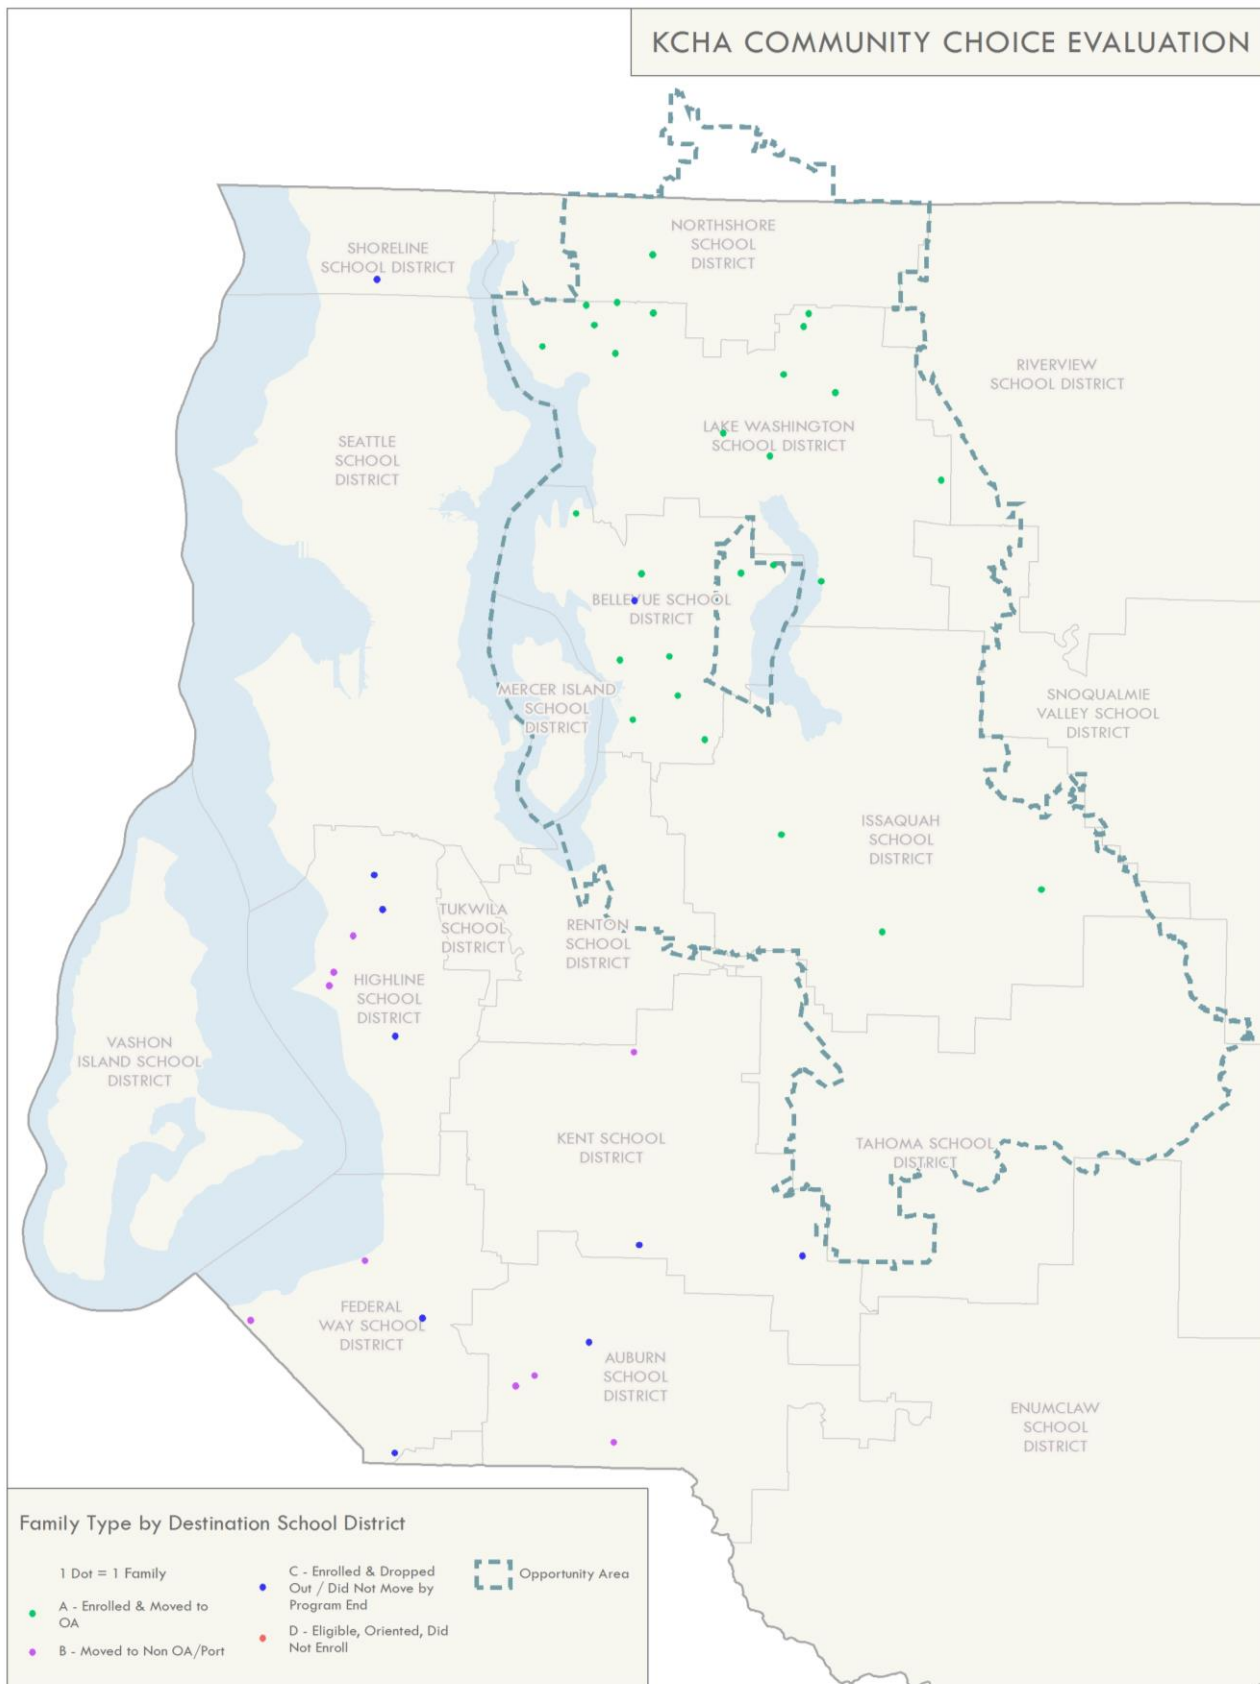 KCHA COMMUNITY CHOICE EVALUATION
NORTHSHORE
SCHOOL
DISTRICT
SHORELINE
SCHOOL DISTRICT
RIVERVIEW
SCHOOL DISTRICT
LAKE WASHINGTON
SCHOOL DISTRICT
SEATTLE
SCHOOL
DISTRICT
BELLEVUE SCHOOL
DISTRICT
MERCER ISLAND
SCHOOL
DISTRICT
SNOQUALMIE
VALLEY SCHOOL
DISTRICT
ISSAQUAH
SCHOOL
DISTRICT
TUKWILA
SCHOOL
DISTRICT
RENTON
SCHOOL
DISTRICT
HIGHLINE
SCHOOL
DISTRICT
VASHON
ISLAND SCHOOL
DISTRICT
KENT SCHOOL
DISTRICT
TAHOMA SCHOOL
DISTRICT
FEDERAL
WAY SCHOOL
DISTRICT
AUBURN
SCHOOL
DISTRICT
ENUMCLAW
SCHOOL
DISTRICT
Family Type by Destination School District
1 Dot = 1 Family
A - Enrolled & Moved to
OA
B - Moved to Non OA/Port
C - Enrolled & Dropped
Out / Did Not Move by
Program End
D - Eligible, Oriented, Did
Not Enroll
Opportunity Area